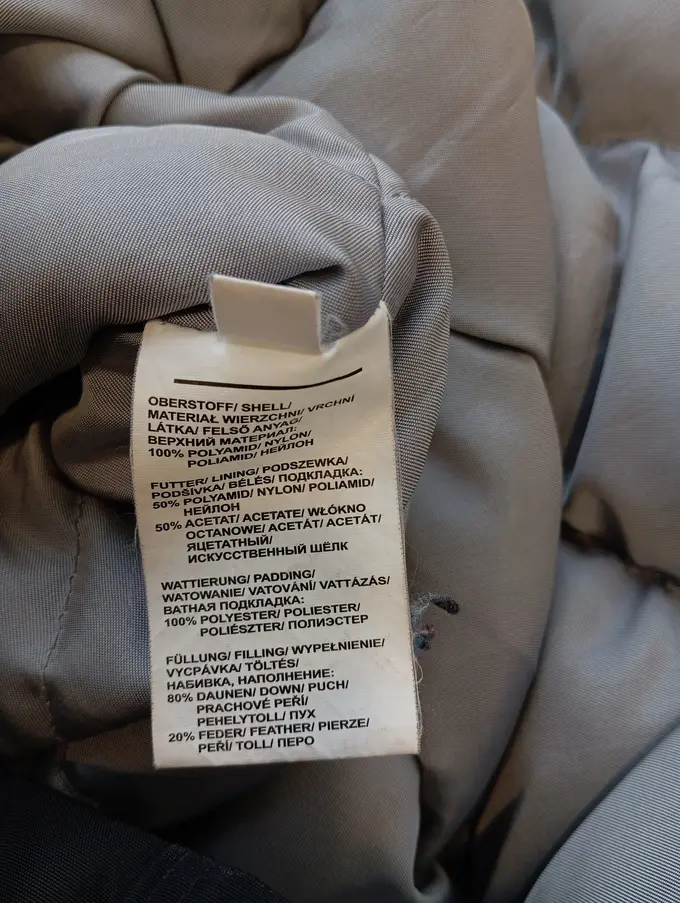 OBERSTOFF/ SHELL/
MATERIAŁ WIERZCHNI/ VRCHNÍ
LÁTKA/ FELSŐ ANYAG/
ВЕРХНИЙ МАТЕРИАЛ:
100% POLYAMID/ NYLON/
POLIAMID/ НЕЙЛОН
FUTTER/ LINING/ PODSZEWKA/
PODŠÍVKA/ BÉLÉS/ ПОДКЛАДКА:
50% POLYAMID/ NYLON/ POLIAMID/
НЕЙЛОН
50% ACETAT/ ACETATE/ WŁÓKNO
OCTANOWE/ ACETÁT/ ACETÁT/
ЯЦЕТАТНЫЙ/
ИСКУССТВЕННЫЙ ШЁЛК
WATTIERUNG/ PADDING/
WATOWANIE/ VATOVÁNÍ/ VATTÁZÁS/
ВАТНАЯ ПОДКЛАДКА:
100% POLYESTER/ POLIESTER/
POLIÉSZTER/ ПОЛИЭСТЕР
FÜLLUNG/ FILLING/ WYPEŁNIENIE/
VYCPÁVKA/ TÖLTÉS/
НАБИВКА, НАПОЛНЕНИЕ:
80% DAUNEN/ DOWN/ PUCH/
PRACHOVÉ PEŘÍ/
PEHELYTOLL/ ПУХ
20% FEDER/ FEATHER/ PIERZE/
PEŘÍ/ TOLL/ ПЕРО